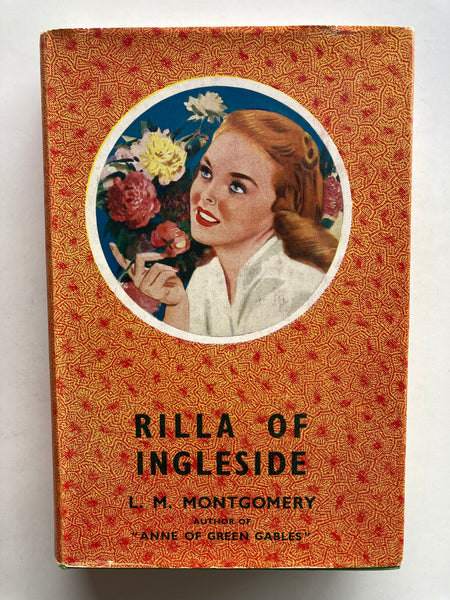 RILLA OF
INGLESIDE
L. M. MONTGOMERY
AUTHOR OF
"ANNE OF GREEN GABLES"